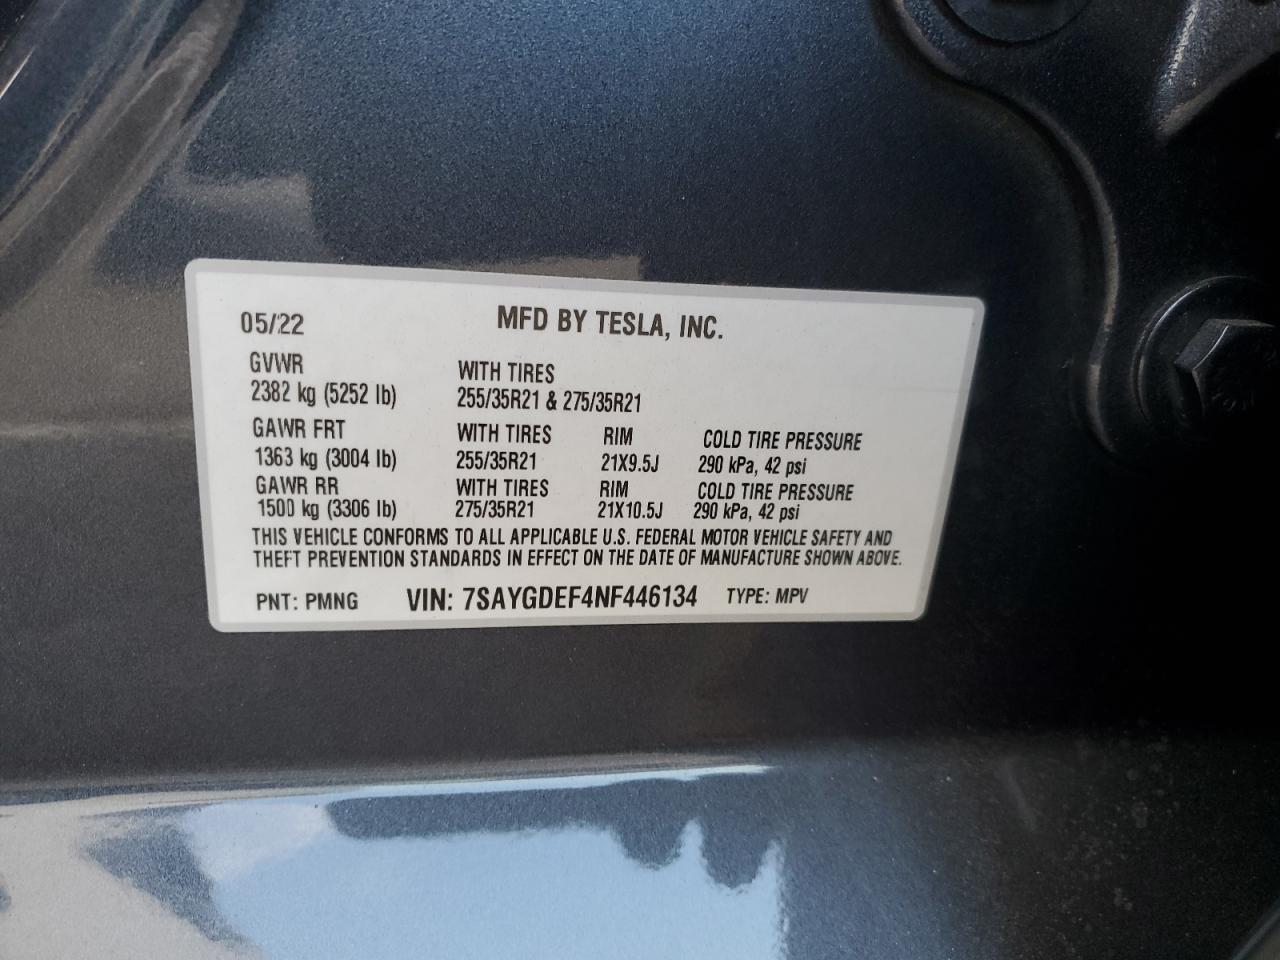 05/22 MFD BY TESLA, INC.
GVWR WITH TIRES
2382 kg (5252 lb) 255/35R21 & 275/35R21
GAWR FRT WITH TIRES RIM COLD TIRE PRESSURE
1363 kg (3004 lb) 255/35R21 21X9.5J 290 kPa, 42 psi
GAWR RR WITH TIRES RIM COLD TIRE PRESSURE
1500 kg (3306 lb) 275/35R21 21X10.5J 290 kPa, 42 psi
THIS VEHICLE CONFORMS TO ALL APPLICABLE U.S. FEDERAL MOTOR VEHICLE SAFETY AND
THEFT PREVENTION STANDARDS IN EFFECT ON THE DATE OF MANUFACTURE SHOWN ABOVE.
PNT: PMNG VIN: 7SAYGDEF4NF446134 TYPE: MPV